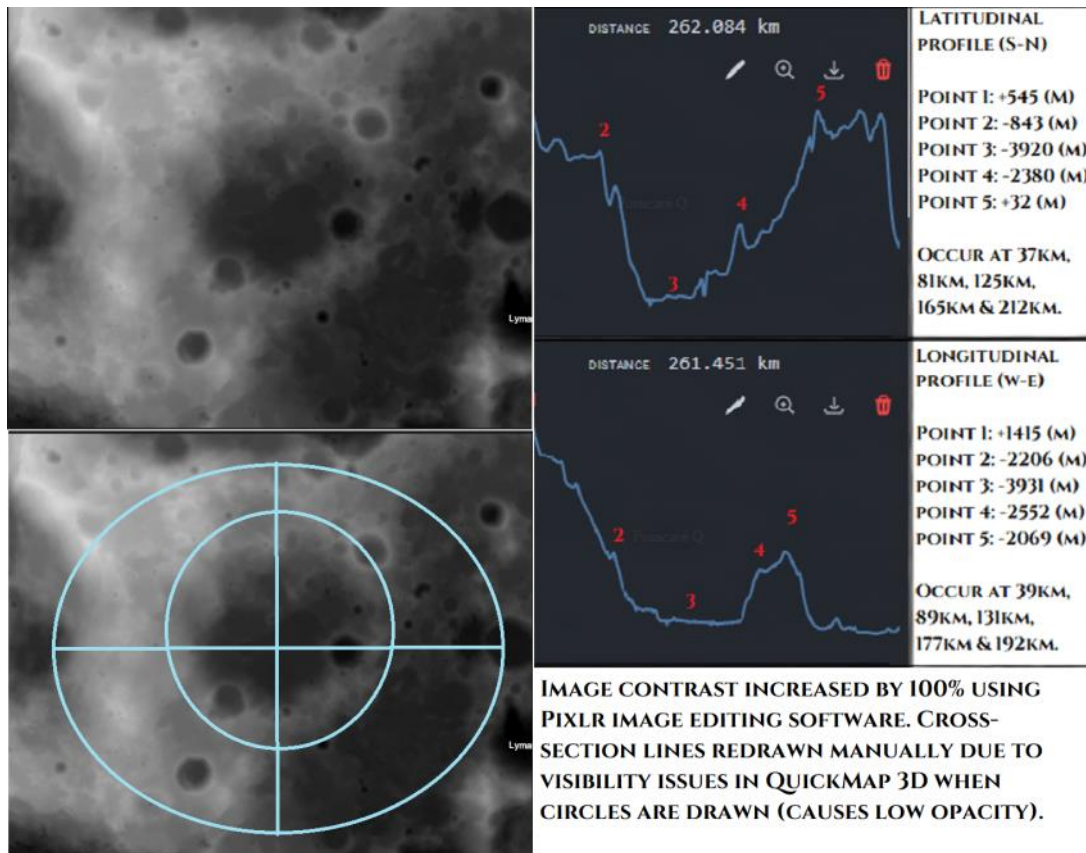 DISTANCE 262.084 km
2
3
4
5
LATITUDINAL
PROFILE (S-N)
POINT 1: +545 (M)
POINT 2: -843 (M)
POINT 3: -3920 (M)
POINT 4: -2380 (M)
POINT 5: +32 (M)
OCCUR AT 37KM,
81KM, 125KM,
165KM & 212KM.
Lyma
DISTANCE 261.451 km
2
3
4
5
LONGITUDINAL
PROFILE (W-E)
POINT 1: +1415 (M)
POINT 2: -2206 (M)
POINT 3: -3931 (M)
POINT 4: -2552 (M)
POINT 5: -2069 (M)
OCCUR AT 39KM,
89KM, 131KM,
177KM & 192KM.
Lyma
IMAGE CONTRAST INCREASED BY 100% USING
PIXLR IMAGE EDITING SOFTWARE. CROSS-
SECTION LINES REDRAWN MANUALLY DUE TO
VISIBILITY ISSUES IN QUICKMAP 3D WHEN
CIRCLES ARE DRAWN (CAUSES LOW OPACITY).